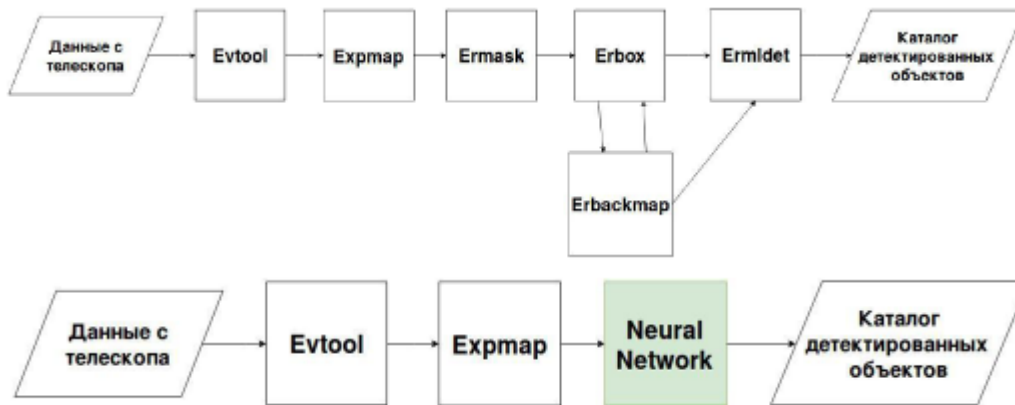 Данные с
телескопа
Evtool
Expmap
Ermask
Erbox
Ermldet
Каталог
детектированных
объектов
Erbackmap
Данные с
телескопа
Evtool
Expmap
Neural
Network
Каталог
детектированных
объектов